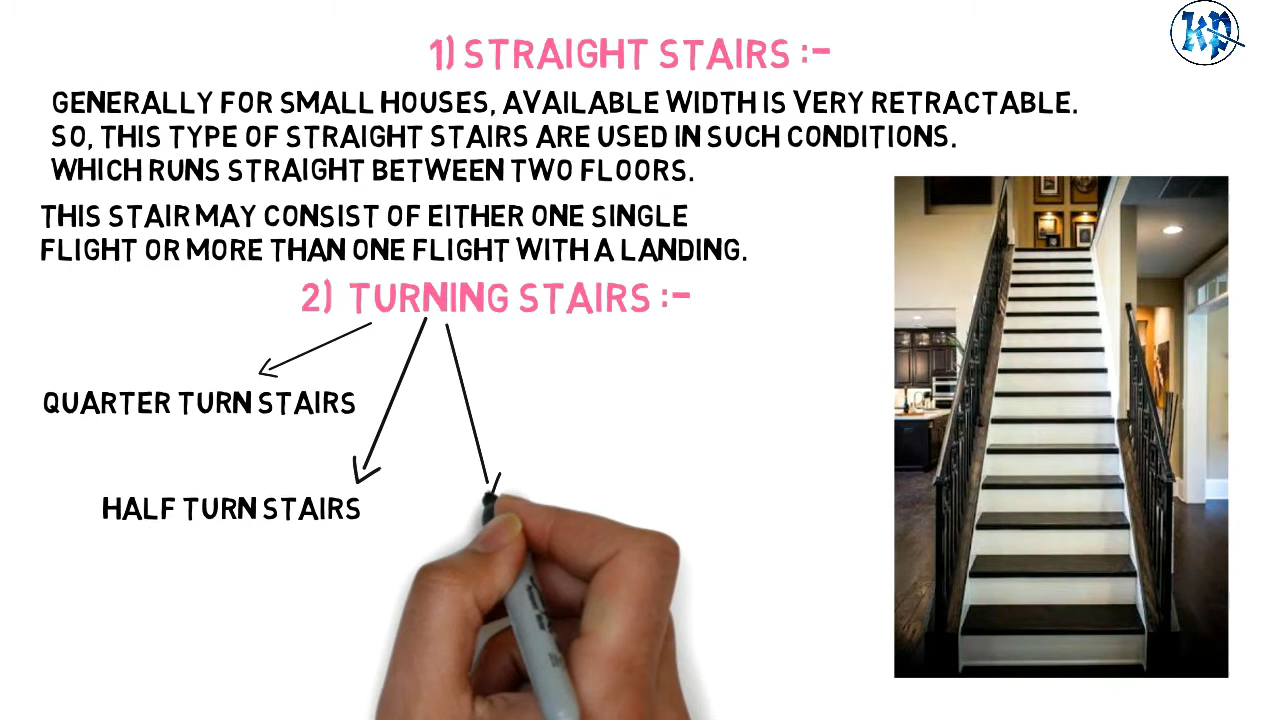 1) STRAIGHT STAIRS :-
GENERALLY FOR SMALL HOUSES, AVAILABLE WIDTH IS VERY RETRACTABLE.
SO, THIS TYPE OF STRAIGHT STAIRS ARE USED IN SUCH CONDITIONS.
WHICH RUNS STRAIGHT BETWEEN TWO FLOORS.
THIS STAIR MAY CONSIST OF EITHER ONE SINGLE
FLIGHT OR MORE THAN ONE FLIGHT WITH A LANDING.
2) TURNING STAIRS :-
QUARTER TURN STAIRS
HALF TURN STAIRS
KP